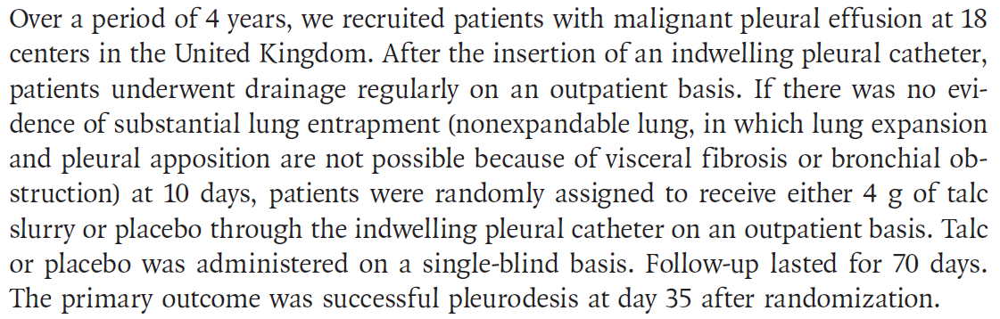 Over a period of 4 years, we recruited patients with malignant pleural effusion at 18
centers in the United Kingdom. After the insertion of an indwelling pleural catheter,
patients underwent drainage regularly on an outpatient basis. If there was no evi-
dence of substantial lung entrapment (nonexpandable lung, in which lung expansion
and pleural apposition are not possible because of visceral fibrosis or bronchial ob-
struction) at 10 days, patients were randomly assigned to receive either 4 g of talc
slurry or placebo through the indwelling pleural catheter on an outpatient basis. Talc
or placebo was administered on a single-blind basis. Follow-up lasted for 70 days.
The primary outcome was successful pleurodesis at day 35 after randomization.